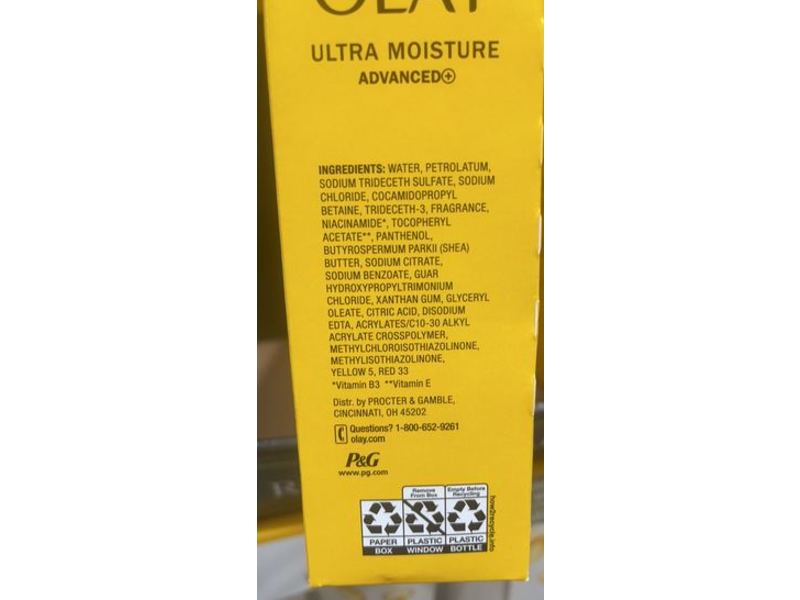 OLAY
ULTRA MOISTURE
ADVANCED+
INGREDIENTS: WATER, PETROLATUM,
SODIUM TRIDECETH SULFATE, SODIUM
CHLORIDE, COCAMIDOPROPYL
BETAINE, TRIDECETH-3, FRAGRANCE,
NIACINAMIDE*, TOCOPHERYL
ACETATE**, PANTHENOL,
BUTYROSPERMUM PARKII (SHEA)
BUTTER, SODIUM CITRATE,
SODIUM BENZOATE, GUAR
HYDROXYPROPYLTRIMONIUM
CHLORIDE, XANTHAN GUM, GLYCERYL
OLEATE, CITRIC ACID, DISODIUM
EDTA, ACRYLATES/C10-30 ALKYL
ACRYLATE CROSSPOLYMER,
METHYLCHLOROISOTHIAZOLINONE,
METHYLISOTHIAZOLINONE,
YELLOW 5, RED 33
*Vitamin B3 **Vitamin E
Distr. by PROCTER & GAMBLE,
CINCINNATI, OH 45202
Questions? 1-800-652-9261
olay.com
P&G
www.pg.com
Remove From Box
Empty Before Recycling
PAPER BOX
PLASTIC WINDOW
PLASTIC BOTTLE
how2recycle.info